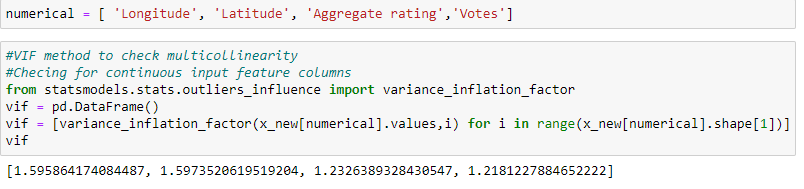 numerical = [ 'Longitude', 'Latitude', 'Aggregate rating','Votes']
#VIF method to check multicollinearity
#Checing for continuous input feature columns
from statsmodels.stats.outliers_influence import variance_inflation_factor
vif = pd.DataFrame()
vif = [variance_inflation_factor(x_new[numerical].values,i) for i in range(x_new[numerical].shape[1])]
vif
[1.595864174084487, 1.5973520619519204, 1.2326389328430547, 1.2181227884652222]